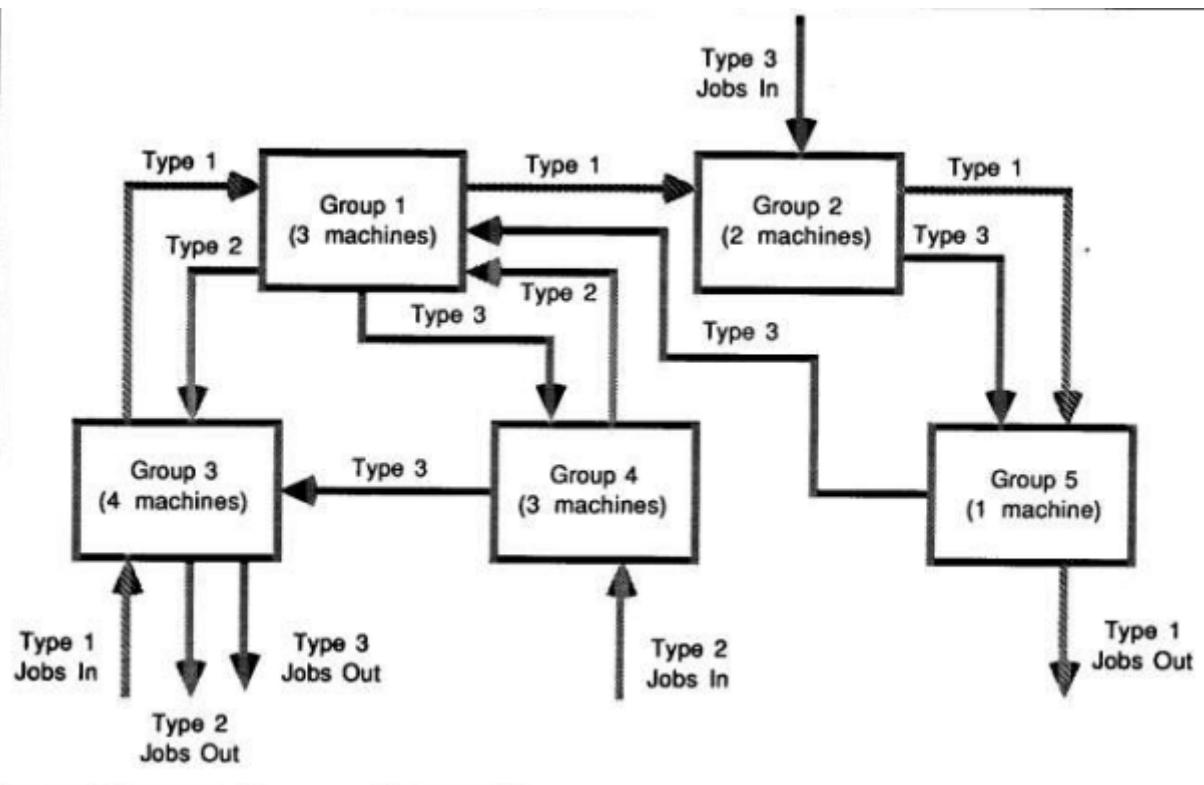 Type 3
Jobs In
Type 1
Type 1
Type 1
Group 1
(3 machines)
Group 2
(2 machines)
Type 2
Type 3
Type 2
Type 3
Type 3
Group 3
(4 machines)
Type 3
Group 4
(3 machines)
Group 5
(1 machine)
Type 1
Jobs In
Type 3
Jobs Out
Type 2
Jobs In
Type 1
Jobs Out
Type 2
Jobs Out